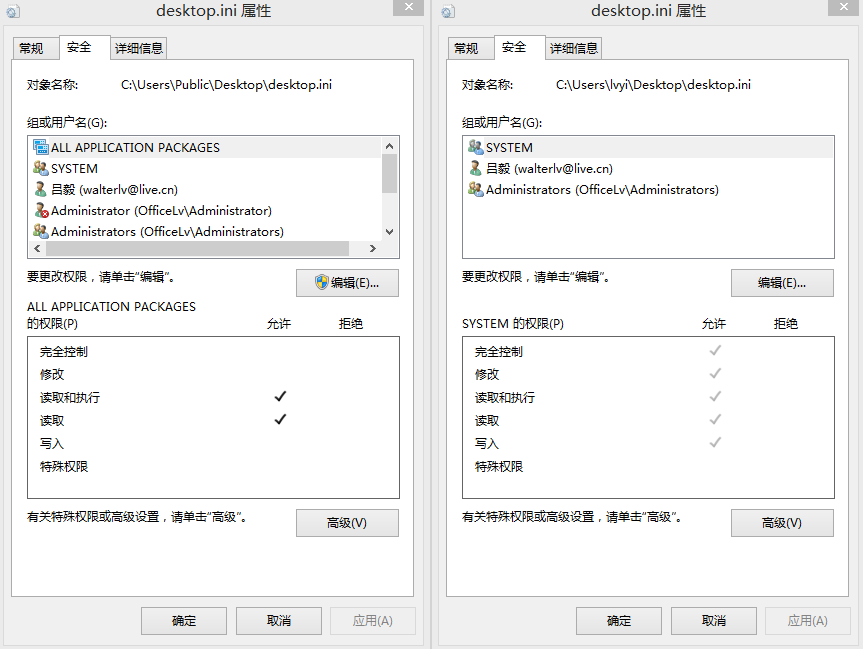 desktop.ini 属性
常规
安全
详细信息
对象名称: C:\Users\Public\Desktop\desktop.ini
组或用户名(G):
ALL APPLICATION PACKAGES
SYSTEM
吕毅 (walterlv@live.cn)
Administrator (OfficeLv\Administrator)
Administrators (OfficeLv\Administrators)
要更改权限，请单击"编辑"。
编辑(E)...
ALL APPLICATION PACKAGES
的权限(P) 允许 拒绝
完全控制
修改
读取和执行
读取
写入
特殊权限
有关特殊权限或高级设置，请单击"高级"。
高级(V)
确定
取消
应用(A)
desktop.ini 属性
常规
安全
详细信息
对象名称: C:\Users\lvyi\Desktop\desktop.ini
组或用户名(G):
SYSTEM
吕毅 (walterlv@live.cn)
Administrators (OfficeLv\Administrators)
要更改权限，请单击"编辑"。
编辑(E)...
SYSTEM 的权限(P) 允许 拒绝
完全控制
修改
读取和执行
读取
写入
特殊权限
有关特殊权限或高级设置，请单击"高级"。
高级(V)
确定
取消
应用(A)